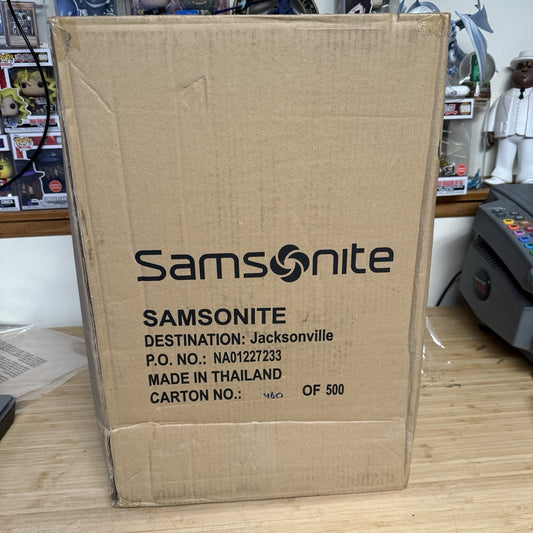 Samsonite
SAMSONITE
DESTINATION: Jacksonville
P.O. NO.: NA01227233
MADE IN THAILAND
CARTON NO.: 460 OF 500